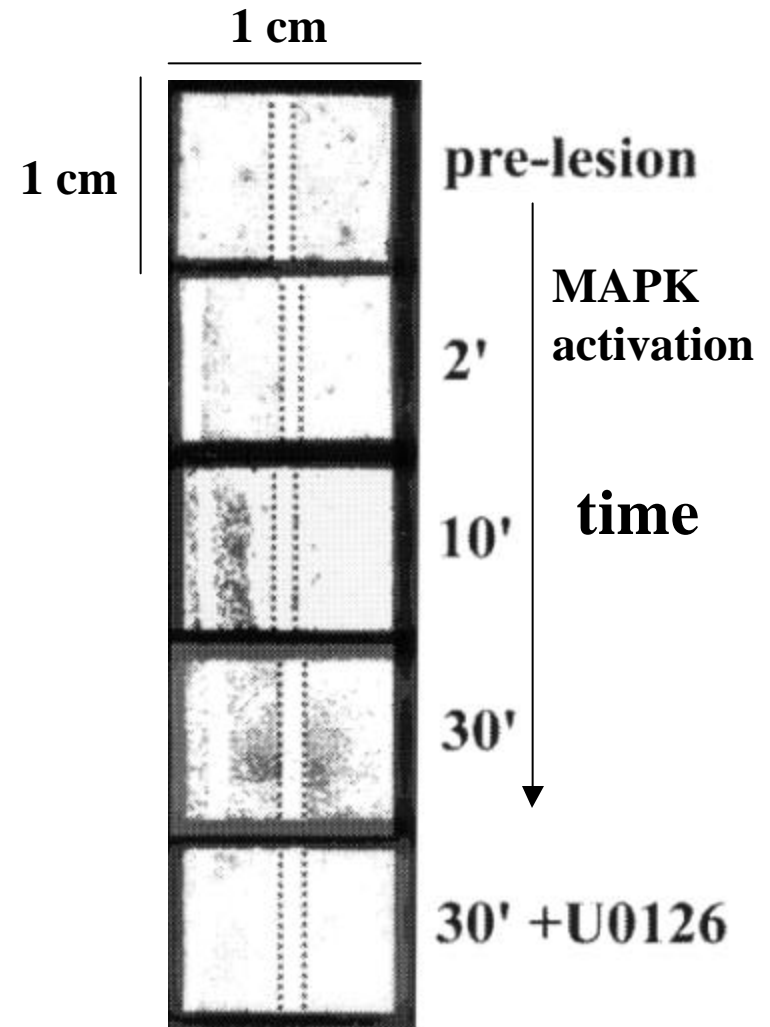 1 cm
1 cm
pre-lesion
MAPK
activation
2'
time
10'
30'
30' +U0126